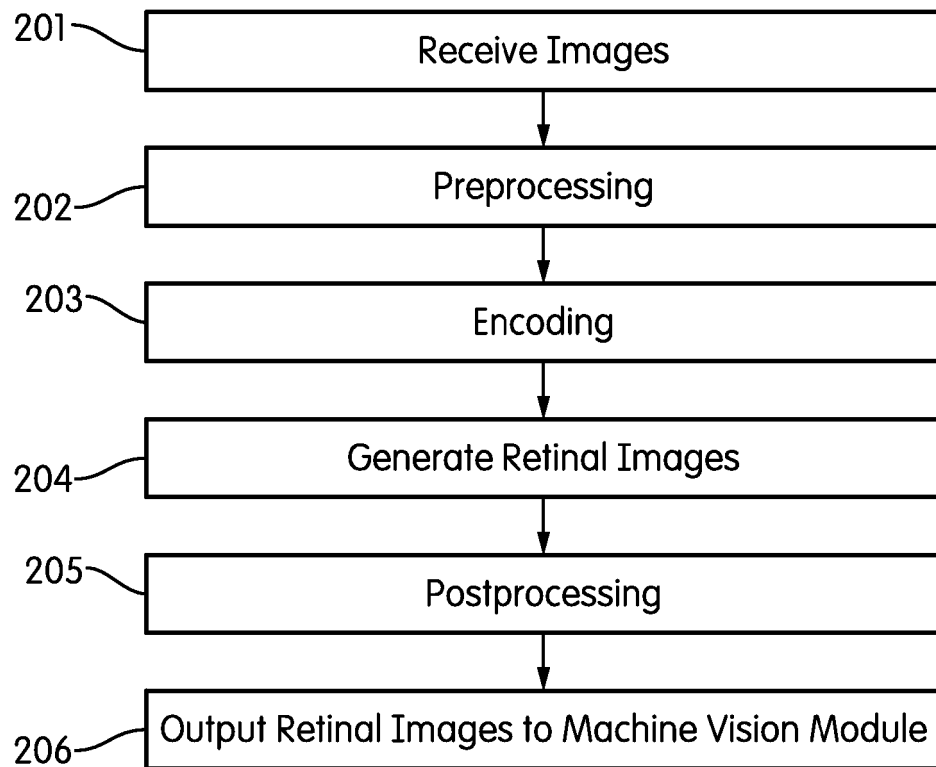 201
Receive Images
Preprocessing
202
203
Encoding
Generate Retinal Images
204
205
Postprocessing
Output Retinal Images to Machine Vision Module
206